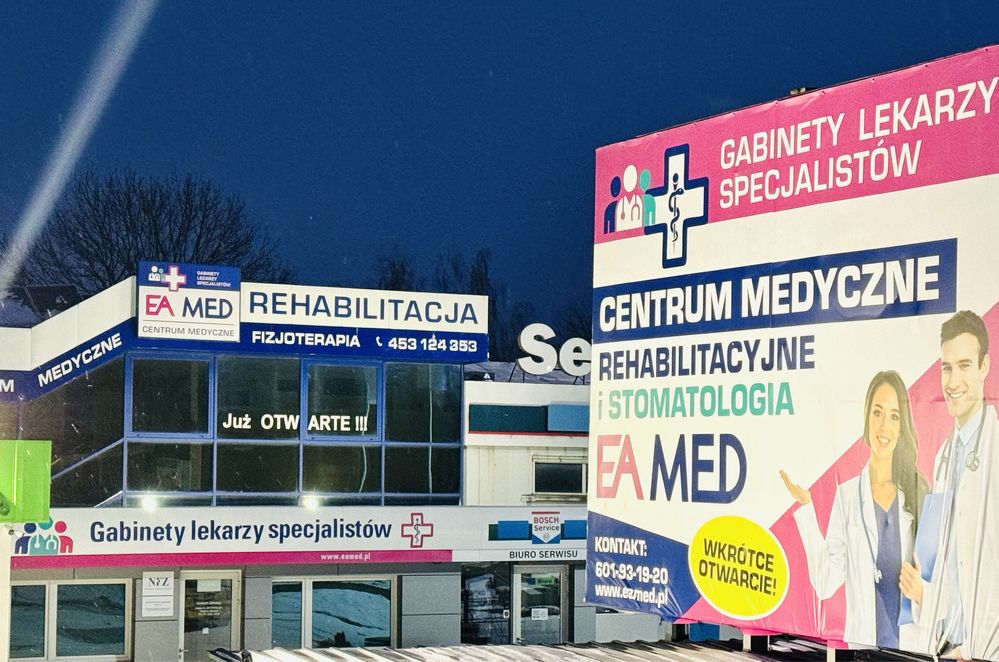 GABINETY
LEKARZY
SPECJALISTÓW
EA MED
CENTRUM MEDYCZNE
REHABILITACJA
FIZJOTERAPIA 453 124 353
M MEDYCZNE
Już OTWARTE !!!
Se
Gabinety lekarzy specjalistów
www.eamed.pl
BOSCH
Service
BIURO SERWISU
NFZ
GABINETY LEKARZY
SPECJALISTÓW
CENTRUM MEDYCZNE
REHABILITACYJNE
i STOMATOLOGIA
EA MED
KONTAKT:
601-93-19-20
www.ezmed.pl
WKRÓTCE
OTWARCIE!